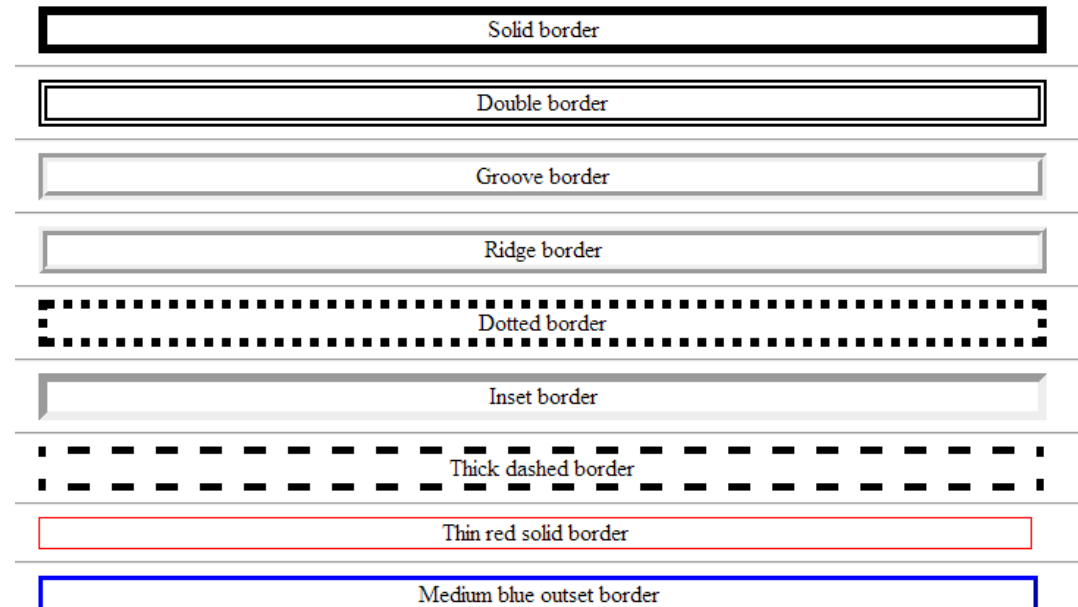 Solid border
Double border
Groove border
Ridge border
Dotted border
Inset border
Thick dashed border
Thin red solid border
Medium blue outset border